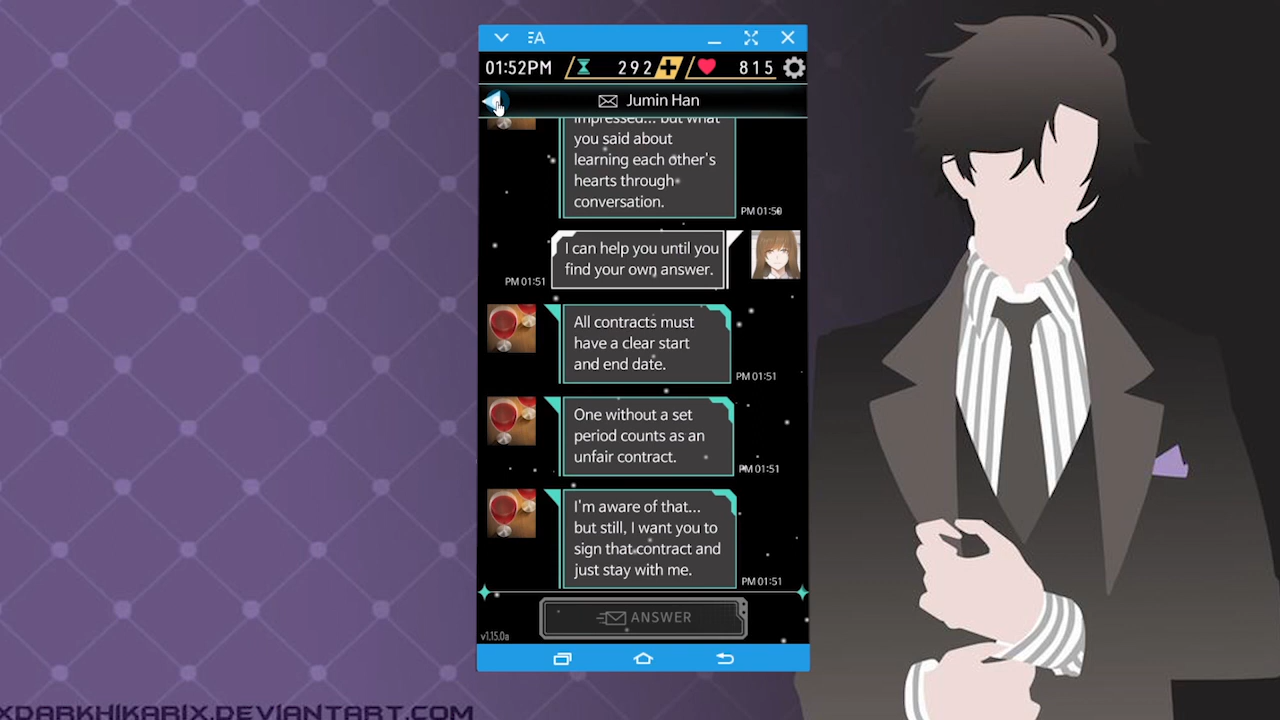 01:52PM 292 815
Jumin Han
impressed... but what
you said about
learning each other's
hearts through
conversation.
PM 01:50
I can help you until you
find your own answer.
PM 01:51
All contracts must
have a clear start
and end date.
PM 01:51
One without a set
period counts as an
unfair contract.
PM 01:51
I'm aware of that...
but still, I want you to
sign that contract and
just stay with me.
PM 01:51
ANSWER
v1.15.0a
XDARKHIKARIX.DEVIANTART.COM